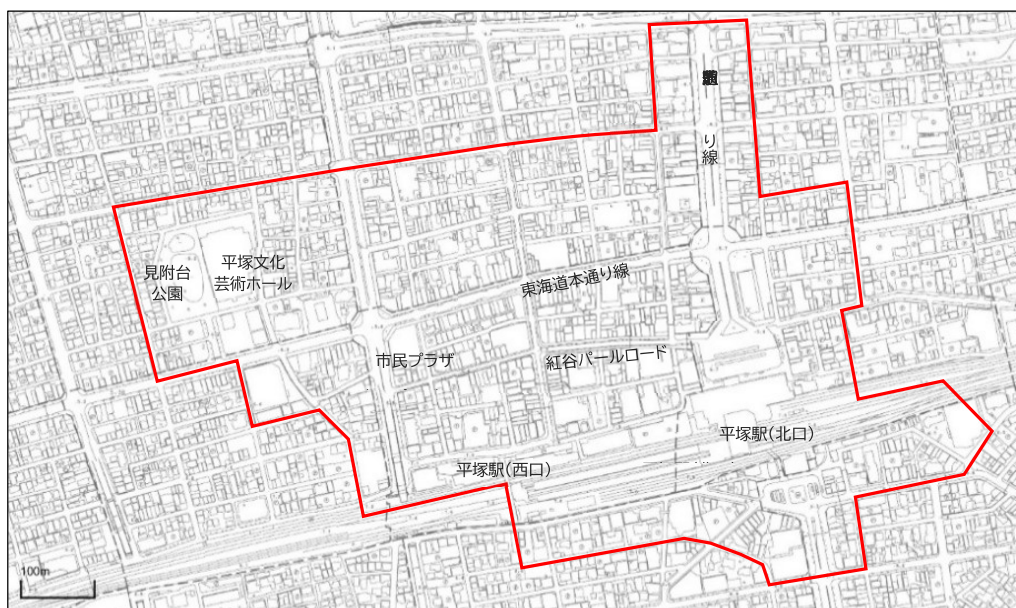 り線
見附台
公園
平塚文化
芸術ホール
東海道本通り線
市民プラザ
紅谷パールロード
平塚駅(北口)
平塚駅(西口)
100m